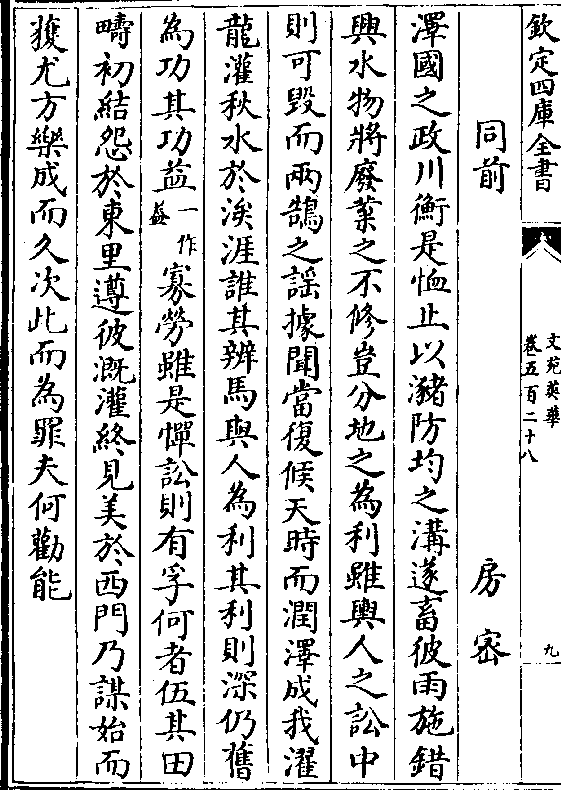 欽定四庫全書
文苑英華
卷五百二十八
九
同前
房密
澤國之政川衡是恤止以瀦防均之溝遂畜彼雨施錯
興水物將廢棄之不修豈分地之為利雖輿人之訟中
則可毀而兩鵠之謡據聞當復候天時而潤澤成我濯
龍灌秋水於涘涯誰其辨馬與人為利其利則深仍舊
為功其功益一作蓋寡勞雖是憚訟則有孚何者伍其田
疇初結怨於東里遵彼溉灌終見美於西門乃謀始而
獲尤方樂成而久次此而為罪夫何勸能